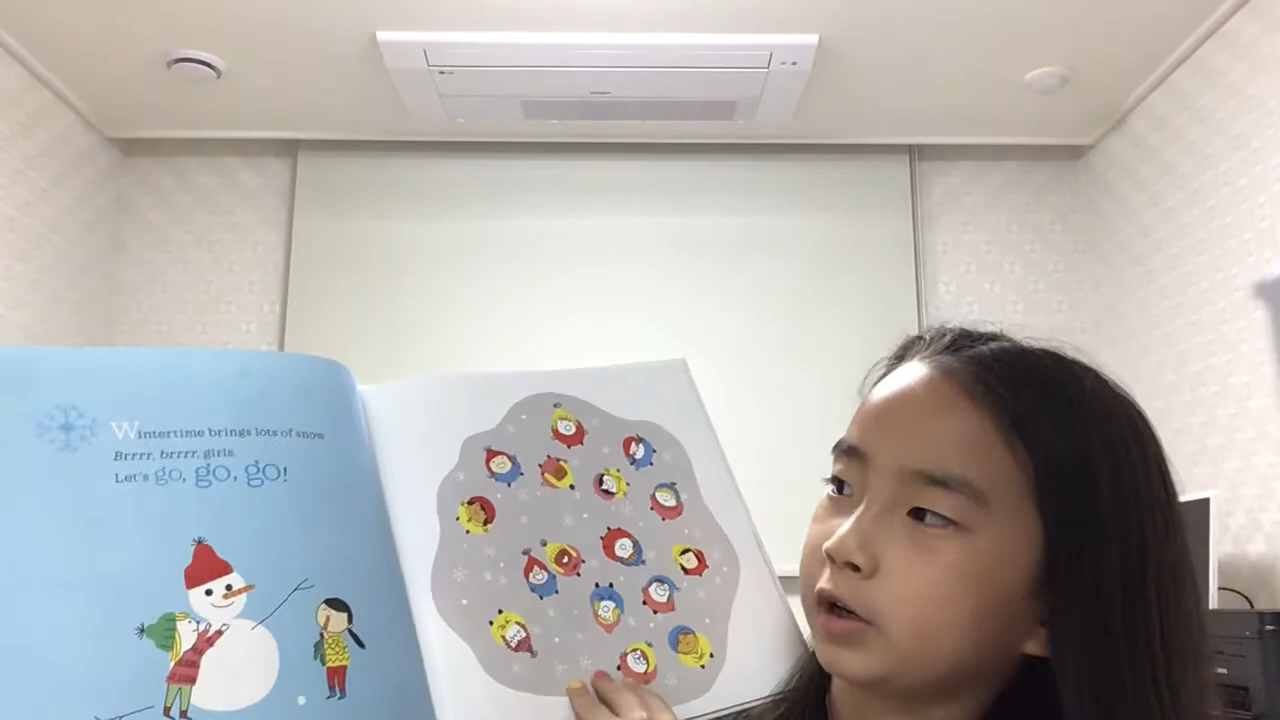 Wintertime brings lots of snow
Brrrr, brrrr, girls.
Let's go, go, go!